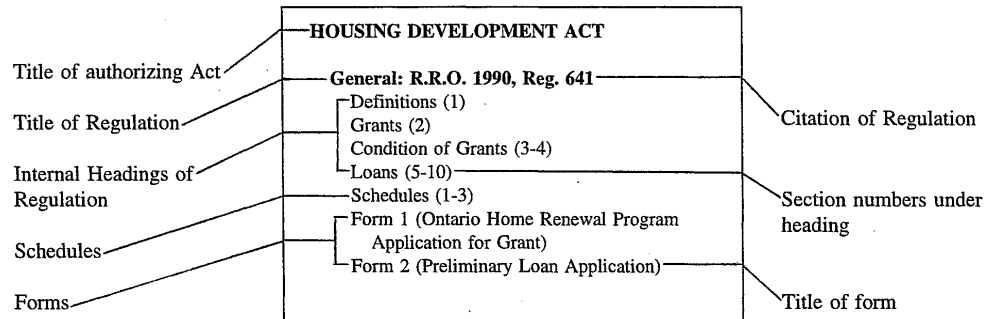 HOUSING DEVELOPMENT ACT
Title of authorizing Act
General: R.R.O. 1990, Reg. 641
Definitions (1)
Title of Regulation
Citation of Regulation
Grants (2)
Condition of Grants (3-4)
Internal Headings of
Regulation
Loans (5-10)
Schedules (1-3)
Section numbers under
heading
Form 1 (Ontario Home Renewal Program
Application for Grant)
Schedules
Form 2 (Preliminary Loan Application)
Forms
Title of form